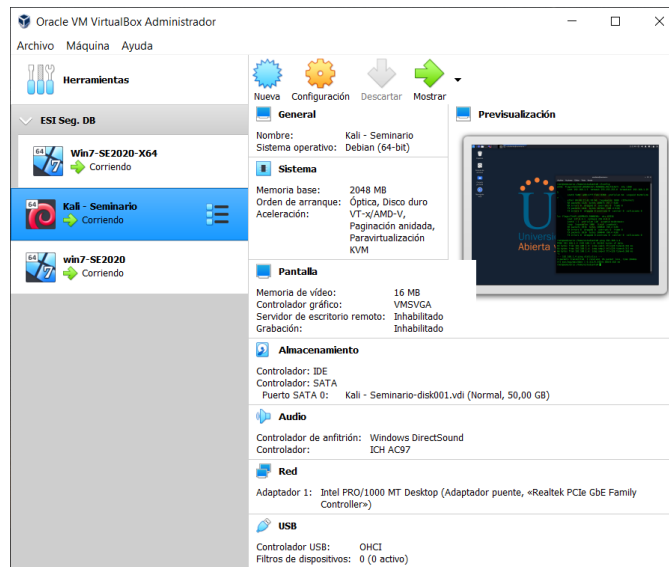 Oracle VM VirtualBox Administrador
Archivo Máquina Ayuda
Herramientas
ESI Seg. DB
64
Win7-SE2020-X64
Corriendo
64
Kali - Seminario
Corriendo
64
win7-SE2020
Corriendo
Nueva Configuración Descartar Mostrar
General
Nombre: Kali - Seminario
Sistema operativo: Debian (64-bit)
Sistema
Memoria base: 2048 MB
Orden de arranque: Óptica, Disco duro
Aceleración: VT-x/AMD-V,
Paginación anidada,
Paravirtualización
KVM
Pantalla
Memoria de vídeo: 16 MB
Controlador gráfico: VMSVGA
Servidor de escritorio remoto: Inhabilitado
Grabación: Inhabilitado
Almacenamiento
Controlador: IDE
Controlador: SATA
Puerto SATA 0: Kali - Seminario-disk001.vdi (Normal, 50,00 GB)
Audio
Controlador de anfitrión: Windows DirectSound
Controlador: ICH AC97
Red
Adaptador 1: Intel PRO/1000 MT Desktop (Adaptador puente, «Realtek PCIe GbE Family
Controller»)
USB
Controlador USB: OHCI
Filtros de dispositivos: 0 (0 activo)
Previsualización
Abierta